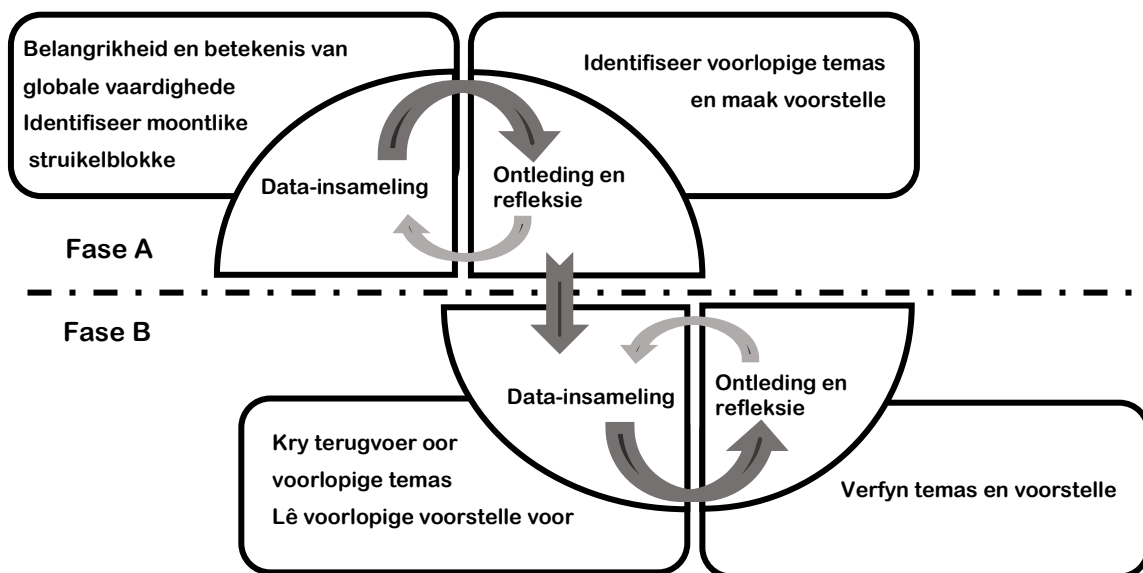 Belangrikheid en betekenis van
globale vaardighede
Identifiseer moontlike
struikelblokke
Identifiseer voorlopige temas
en maak voorstelle
Data-insameling
Ontleding en
refleksie
Fase A
Fase B
Data-insameling
Ontleding en
refleksie
Kry terugvoer oor
voorlopige temas
Lê voorlopige voorstelle voor
Verfyn temas en voorstelle